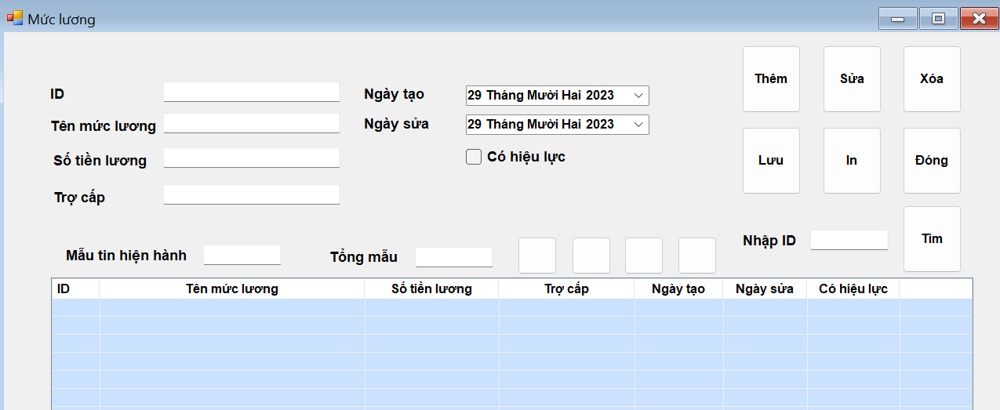 Mức lương
ID
Ngày tạo
29 Tháng Mười Hai 2023
Thêm
Sửa
Xóa
Tên mức lương
Ngày sửa
29 Tháng Mười Hai 2023
Số tiền lương
Có hiệu lực
Lưu
In
Đóng
Trợ cấp
Mẫu tin hiện hành
Tổng mẫu
Nhập ID
Tìm
ID Tên mức lương Số tiền lương Trợ cấp Ngày tạo Ngày sửa Có hiệu lực